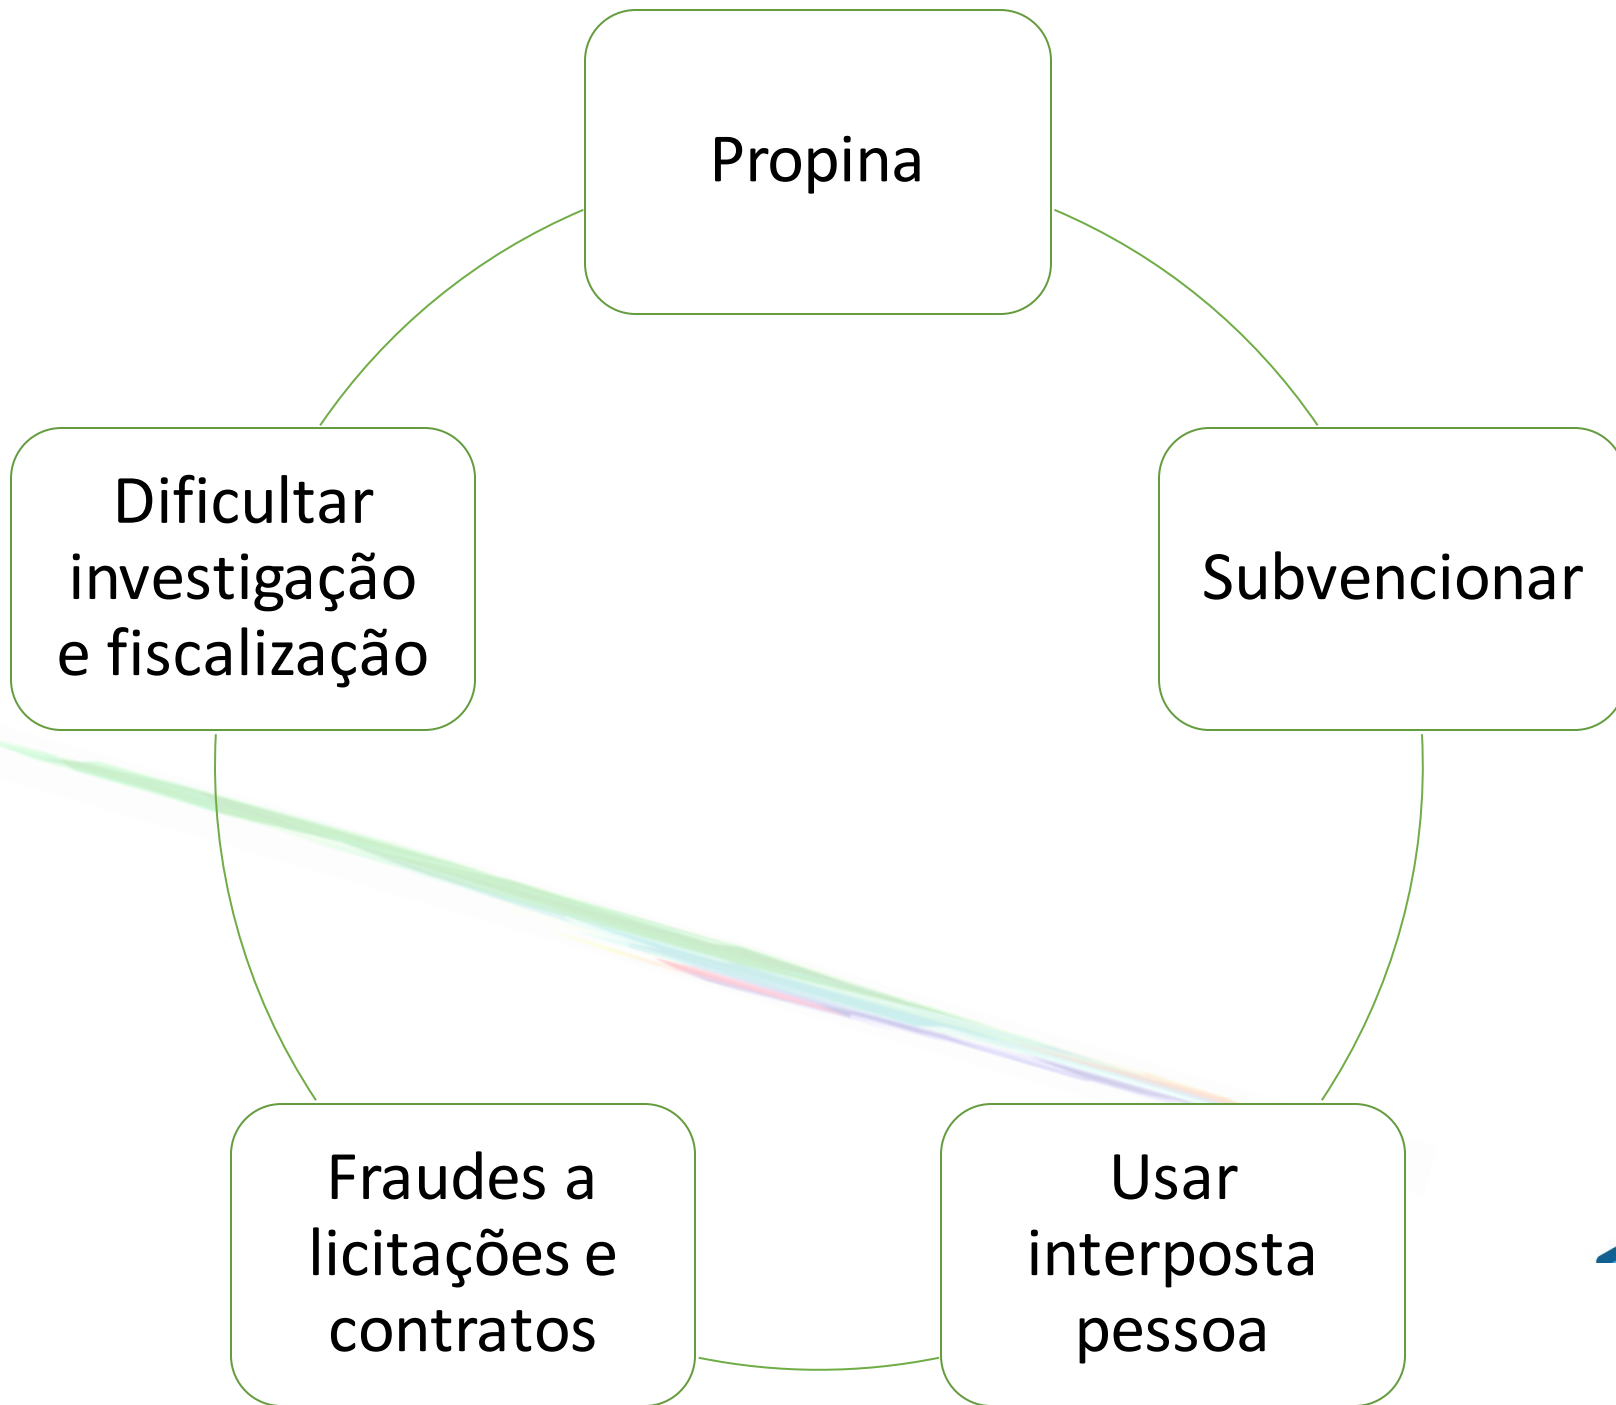 Propina
Subvencionar
Usar
interposta
pessoa
Fraudes a
licitações e
contratos
Dificultar
investigação
e fiscalização